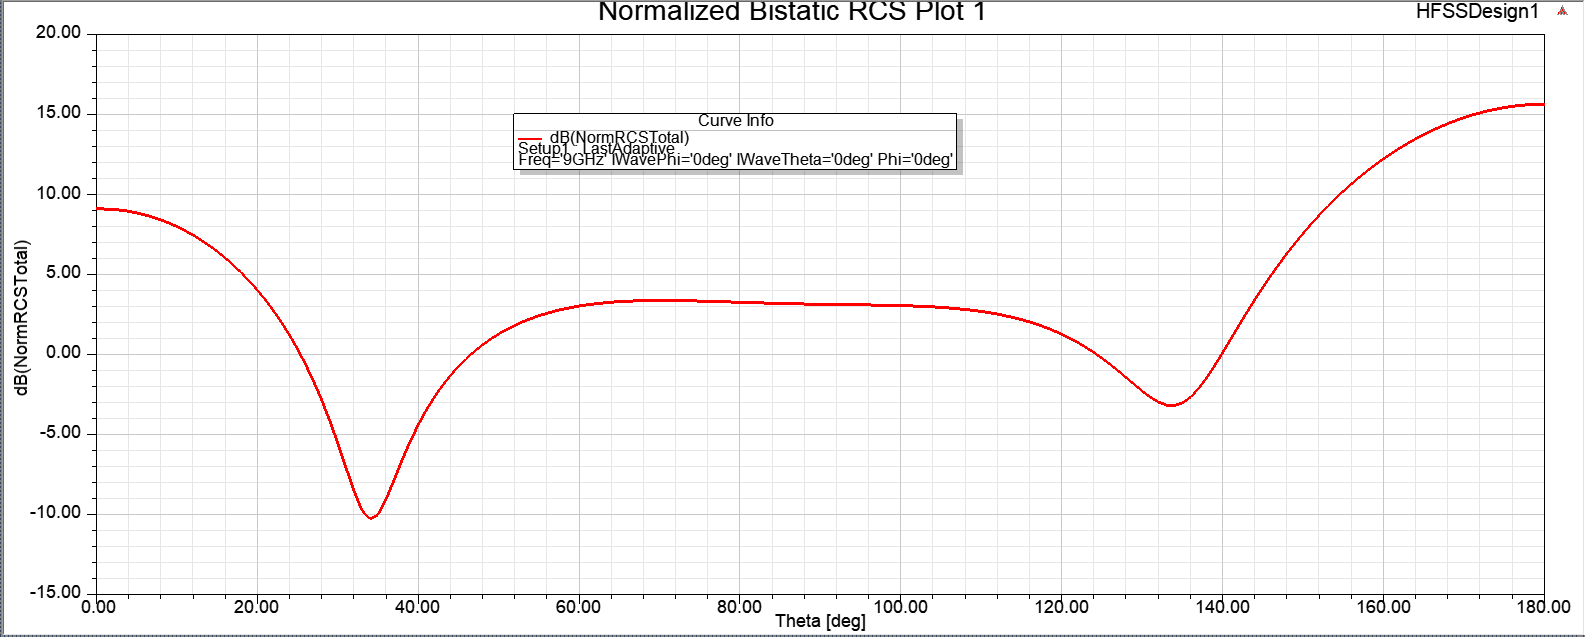 Normalized Bistatic RCS Plot 1
HFSSDesign1
20.00
15.00
10.00
5.00
0.00
-5.00
-10.00
-15.00
dB(NormRCSTotal)
Curve Info
dB(NormRCSTotal)
Setup1 : LastAdaptive
Freq='9GHz' IWavePhi='0deg' IWaveTheta='0deg' Phi='0deg'
0.00 20.00 40.00 60.00 80.00 100.00 120.00 140.00 160.00 180.00
Theta [deg]